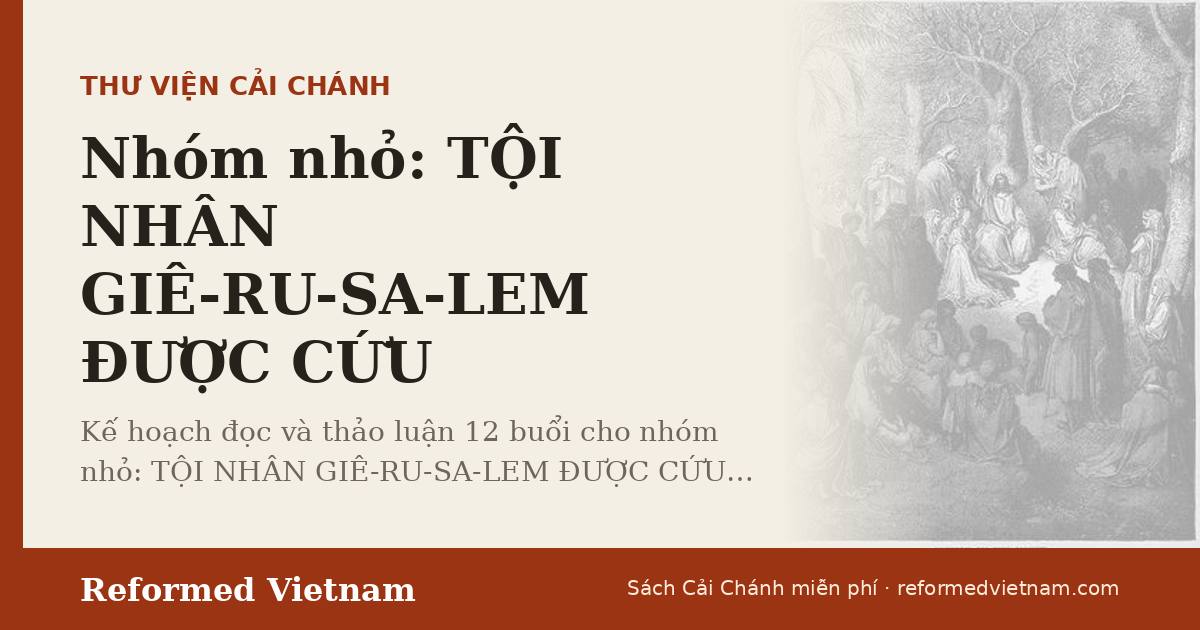 THƯ VIỆN CẢI CHÁNH
Nhóm nhỏ: TỘI
NHÂN
GIÊ-RU-SA-LEM
ĐƯỢC CỨU
Kế hoạch đọc và thảo luận 12 buổi cho nhóm
nhỏ: TỘI NHÂN GIÊ-RU-SA-LEM ĐƯỢC CỨU...
Reformed Vietnam
Sách Cải Chánh miễn phí · reformedvietnam.com